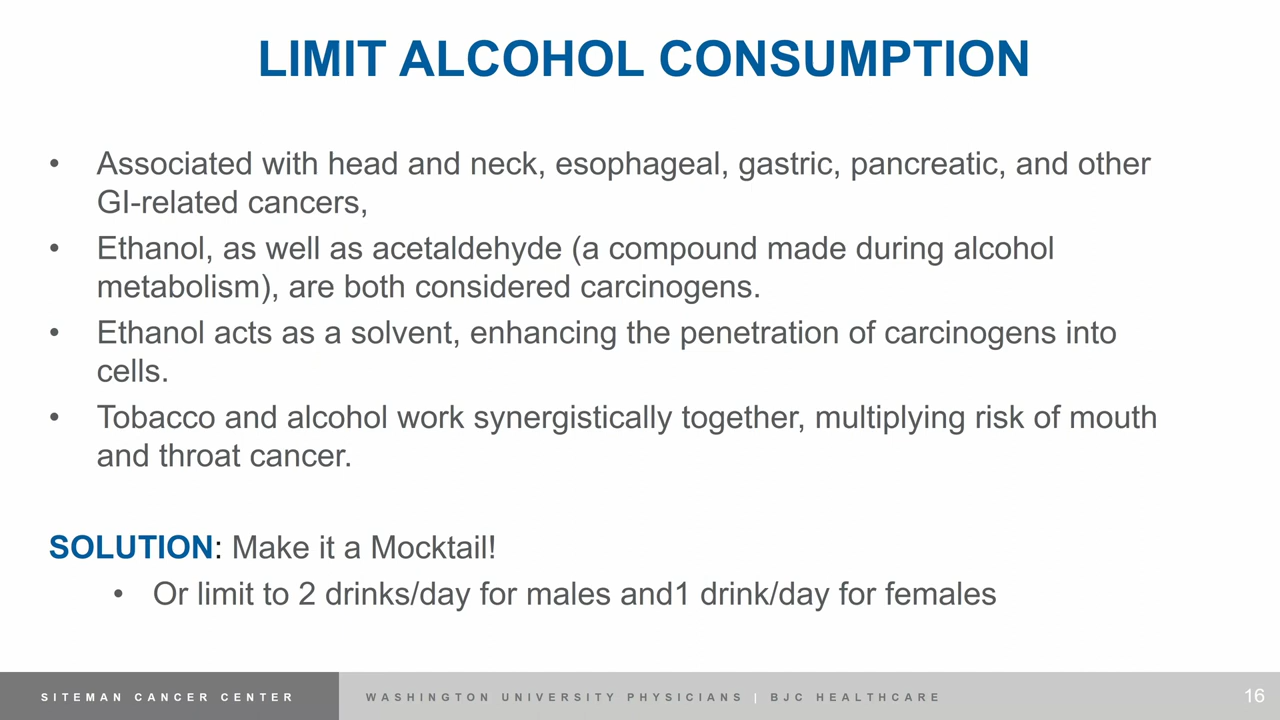 LIMIT ALCOHOL CONSUMPTION
• Associated with head and neck, esophageal, gastric, pancreatic, and other
GI-related cancers,
• Ethanol, as well as acetaldehyde (a compound made during alcohol
metabolism), are both considered carcinogens.
• Ethanol acts as a solvent, enhancing the penetration of carcinogens into
cells.
• Tobacco and alcohol work synergistically together, multiplying risk of mouth
and throat cancer.
SOLUTION: Make it a Mocktail!
• Or limit to 2 drinks/day for males and1 drink/day for females
SITEMAN CANCER CENTER WASHINGTON UNIVERSITY PHYSICIANS | BJC HEALTHCARE 16